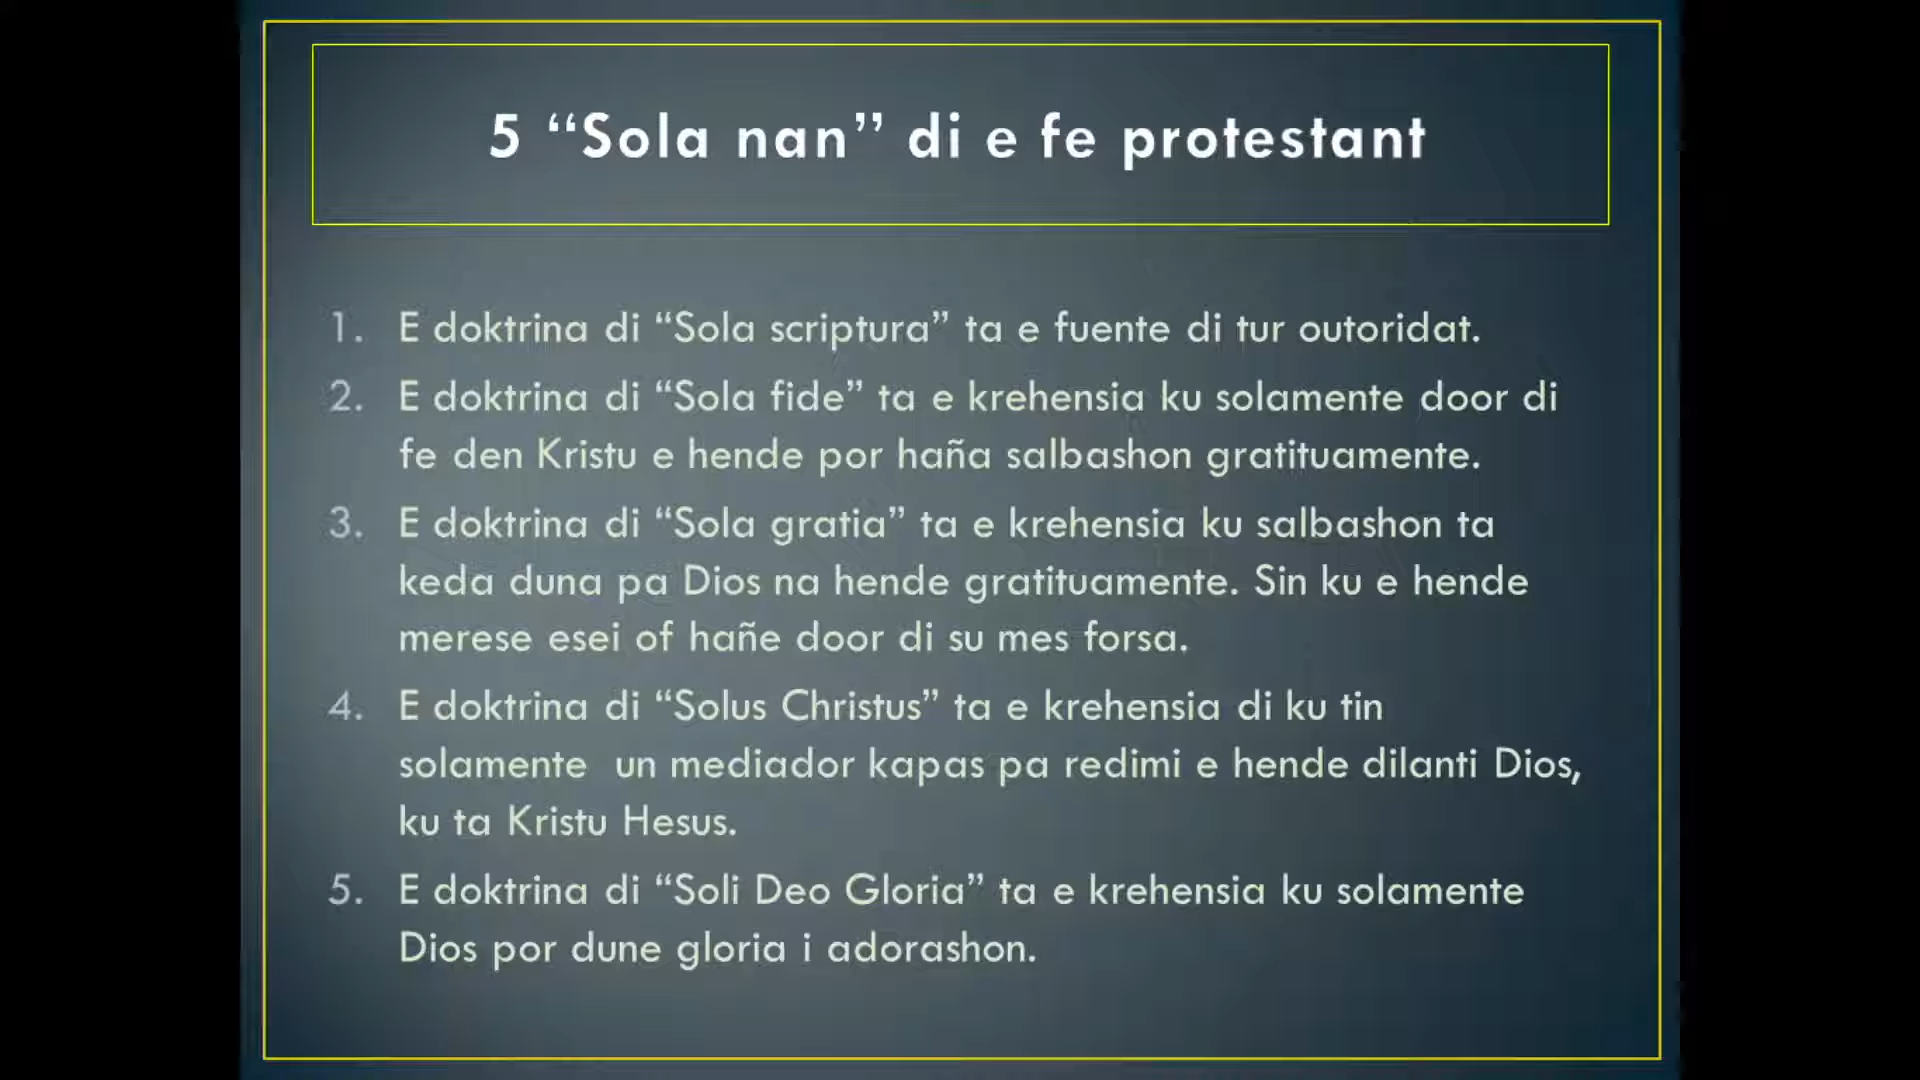 5 “Sola nan” di e fe protestant
1. E doktrina di “Sola scriptura” ta e fuente di tur outoridat.
2. E doktrina di “Sola fide” ta e krehensia ku solamente door di
fe den Kristu e hende por haña salbashon gratituamente.
3. E doktrina di “Sola gratia” ta e krehensia ku salbashon ta
keda duna pa Dios na hende gratituamente. Sin ku e hende
merese esei of hañe door di su mes forsa.
4. E doktrina di “Solus Christus” ta e krehensia di ku tin
solamente  un mediador kapas pa redimi e hende dilanti Dios,
ku ta Kristu Hesus.
5. E doktrina di “Soli Deo Gloria” ta e krehensia ku solamente
Dios por dune gloria i adorashon.